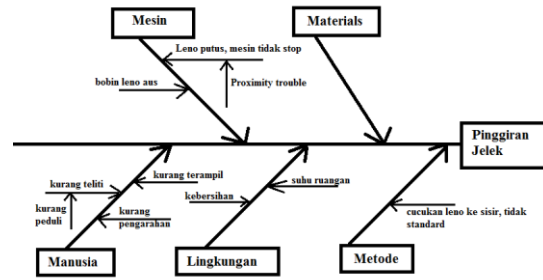 Mesin
Materials
Leno putus, mesin tidak stop
bobin leno aus
Proximity trouble
Pinggiran
Jelek
kurang terampil
kurang teliti
suhu ruangan
kebersihan
kurang
peduli
kurang
pengarahan
cucukan leno ke sisir, tidak
standard
Manusia
Lingkungan
Metode